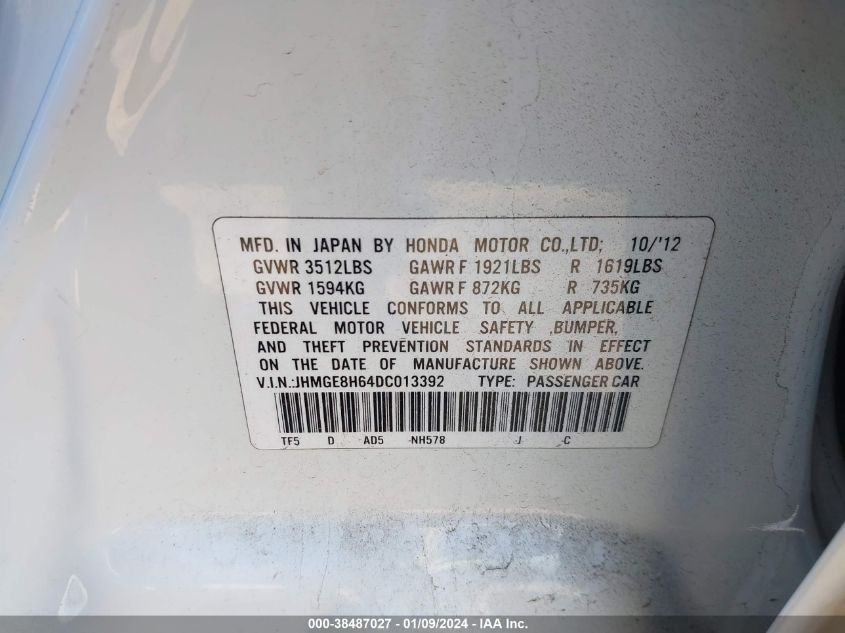 MFD. IN JAPAN BY HONDA MOTOR CO.,LTD; 10/'12
GVWR 3512LBS GAWR F 1921LBS R 1619LBS
GVWR 1594KG GAWR F 872KG R 735KG
THIS VEHICLE CONFORMS TO ALL APPLICABLE
FEDERAL MOTOR VEHICLE SAFETY ,BUMPER,
AND THEFT PREVENTION STANDARDS IN EFFECT
ON THE DATE OF MANUFACTURE SHOWN ABOVE.
V.I.N.:JHMGE8H64DC013392 TYPE: PASSENGER CAR
TF5 D AD5 NH578 J C
000-38487027 - 01/09/2024 - IAA Inc.